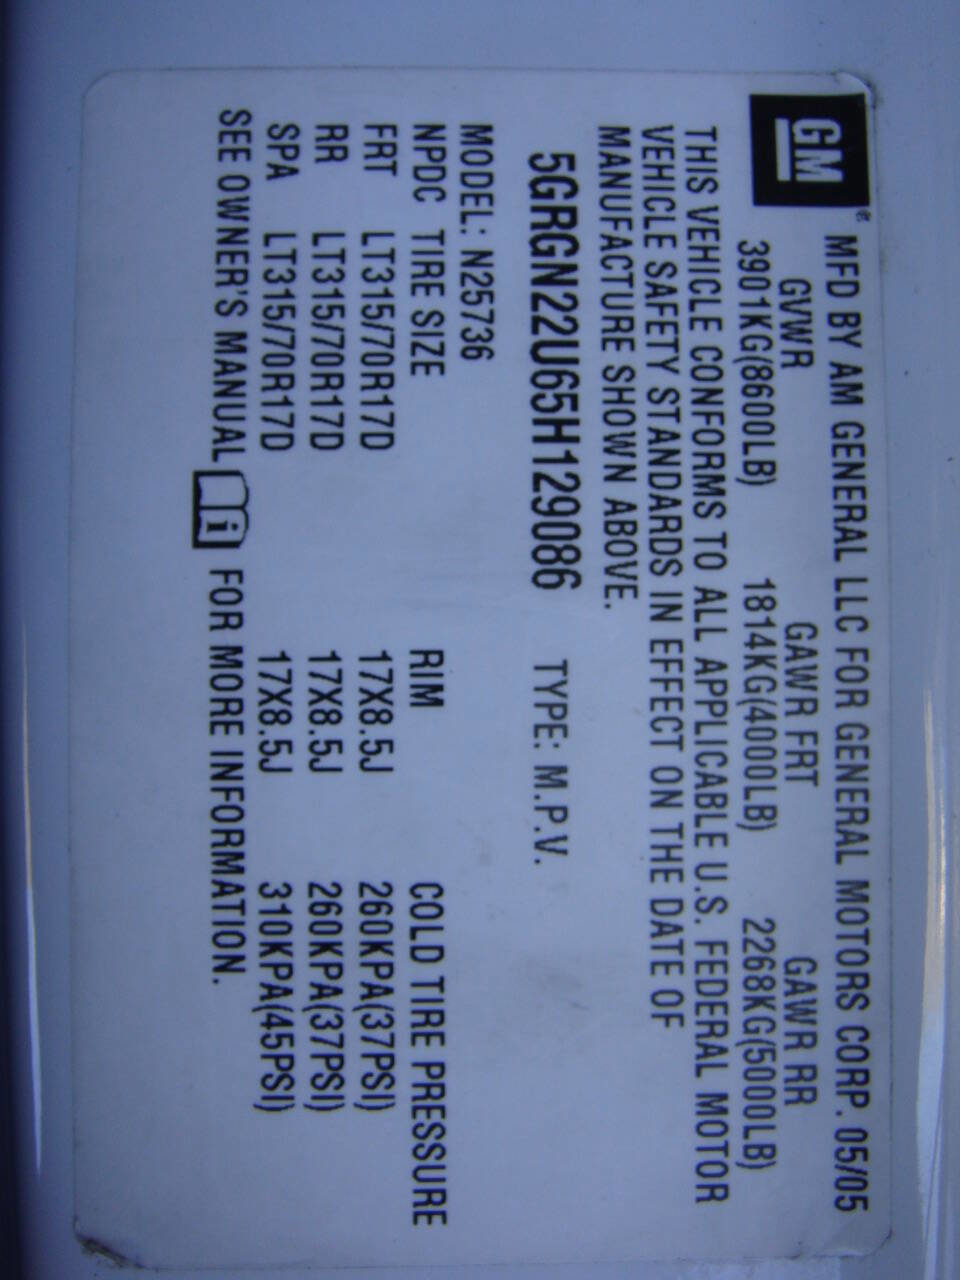 GM®
MFD BY AM GENERAL LLC FOR GENERAL MOTORS CORP. 05/05
GVWR GAWR FRT GAWR RR
3901KG(8600LB) 1814KG(4000LB) 2268KG(5000LB)
THIS VEHICLE CONFORMS TO ALL APPLICABLE U.S. FEDERAL MOTOR
VEHICLE SAFETY STANDARDS IN EFFECT ON THE DATE OF
MANUFACTURE SHOWN ABOVE.
5GRGN22U65H129086 TYPE: M.P.V.
MODEL: N25736
NPDC TIRE SIZE RIM COLD TIRE PRESSURE
FRT LT315/70R17D 17X8.5J 260KPA(37PSI)
RR LT315/70R17D 17X8.5J 260KPA(37PSI)
SPA LT315/70R17D 17X8.5J 310KPA(45PSI)
SEE OWNER'S MANUAL i FOR MORE INFORMATION.